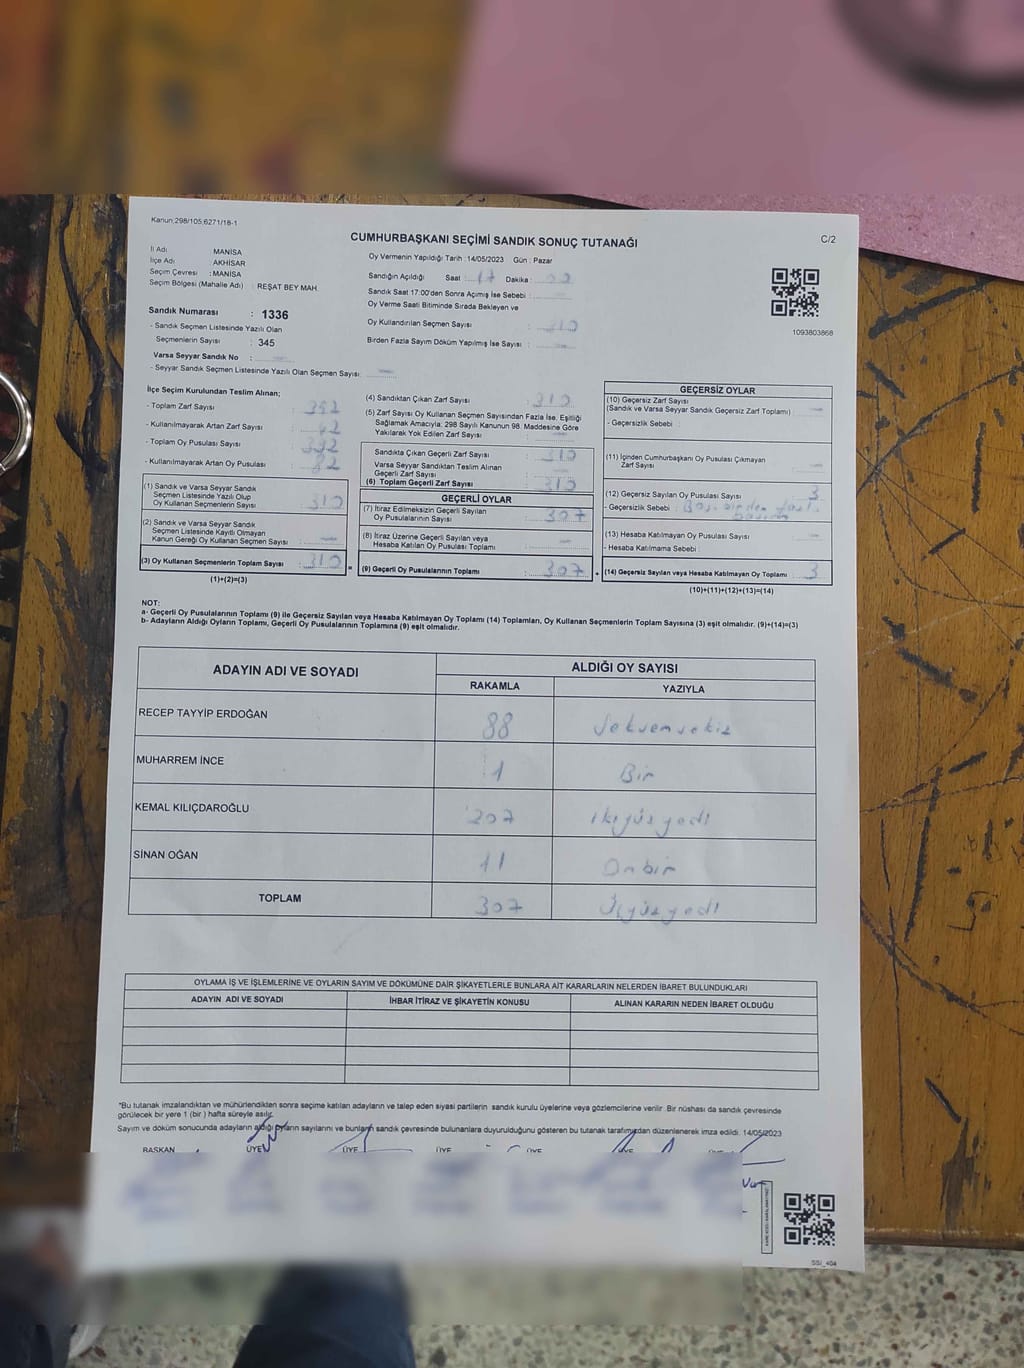 Kanun:298/105,6271/18-1
CUMHURBAŞKANI SEÇİMİ SANDIK SONUÇ TUTANAĞI
C/2
İl Adı MANİSA
İlçe Adı AKHİSAR
Seçim Çevresi : MANİSA
Seçim Bölgesi (Mahalle Adı) : REŞAT BEY MAH.
Sandık Numarası : 1336
- Sandık Seçmen Listesinde Yazılı Olan
Seçmenlerin Sayısı : 345
Varsa Seyyar Sandık No :
- Seyyar Sandık Seçmen Listesinde Yazılı Olan Seçmen Sayısı:
Oy Vermenin Yapıldığı Tarih : 14/05/2023 Gün : Pazar
Sandığın Açıldığı Saat : 17 Dakika :
Sandık Saat 17:00'den Sonra Açımış İse Sebebi :
Oy Verme Saati Bitiminde Sırada Bekleyen ve
Oy Kullandırılan Seçmen Sayısı : 310
Birden Fazla Sayım Döküm Yapılmış İse Sayısı :
1093803868
İlçe Seçim Kurulundan Teslim Alınan;
- Toplam Zarf Sayısı :
- Kullanılmayarak Artan Zarf Sayısı :
- Toplam Oy Pusulası Sayısı :
- Kullanılmayarak Artan Oy Pusulası : 82
(1) Sandık ve Varsa Seyyar Sandık
Seçmen Listesinde Yazılı Olup
Oy Kullanan Seçmenlerin Sayısı : 310
(2) Sandık ve Varsa Seyyar Sandık
Seçmen Listesinde Kayıtlı Olmayan
Kanun Gereği Oy Kullanan Seçmen Sayısı :
(3) Oy Kullanan Seçmenlerin Toplam Sayısı : 310
(1)+(2)=(3)
(4) Sandıktan Çıkan Zarf Sayısı : 310
(5) Zarf Sayısı Oy Kullanan Seçmen Sayısından Fazla İse, Eşitliği
Sağlamak Amacıyla; 298 Sayılı Kanunun 98. Maddesine Göre
Yakılarak Yok Edilen Zarf Sayısı :
Sandıkta Çıkan Geçerli Zarf Sayısı : 310
Varsa Seyyar Sandıktan Teslim Alınan
Geçerli Zarf Sayısı :
(6) Toplam Geçerli Zarf Sayısı : 310
GEÇERLİ OYLAR
(7) İtiraz Edilmeksizin Geçerli Sayılan
Oy Pusulalarının Sayısı : 307
(8) İtiraz Üzerine Geçerli Sayılan veya
Hesaba Katılan Oy Pusulası Toplamı :
(9) Geçerli Oy Pusulalarının Toplamı : 307
GEÇERSİZ OYLAR
(10) Geçersiz Zarf Sayısı
(Sandık ve Varsa Seyyar Sandık Geçersiz Zarf Toplamı) :
- Geçersizlik Sebebi :
(11) İçinden Cumhurbaşkanı Oy Pusulası Çıkmayan
Zarf Sayısı :
(12) Geçersiz Sayılan Oy Pusulası Sayısı : 3
- Geçersizlik Sebebi :
(13) Hesaba Katılmayan Oy Pusulası Sayısı :
- Hesaba Katılmama Sebebi :
(14) Geçersiz Sayılan veya Hesaba Katılmayan Oy Toplamı : 3
(10)+(11)+(12)+(13)=(14)
NOT:
a- Geçerli Oy Pusulalarının Toplamı (9) ile Geçersiz Sayılan veya Hesaba Katılmayan Oy Toplamı (14) Toplamları, Oy Kullanan Seçmenlerin Toplam Sayısına (3) eşit olmalıdır. (9)+(14)=(3)
b- Adayların Aldığı Oyların Toplamı, Geçerli Oy Pusulalarının Toplamına (9) eşit olmalıdır.
ADAYIN ADI VE SOYADI ALDIĞI OY SAYISI
RAKAMLA YAZIYLA
RECEP TAYYİP ERDOĞAN 88 Seksensekiz
MUHARREM İNCE 1 Bir
KEMAL KILIÇDAROĞLU 207 ikiyüzyedi
SİNAN OĞAN 11 Onbir
TOPLAM 307 Üçyüzyedi
OYLAMA İŞ VE İŞLEMLERİNE VE OYLARIN SAYIM VE DÖKÜMÜNE DAİR ŞİKAYETLERLE BUNLARA AİT KARARLARIN NELERDEN İBARET BULUNDUKLARI
ADAYIN ADI VE SOYADI İHBAR İTİRAZ VE ŞİKAYETİN KONUSU ALINAN KARARIN NEDEN İBARET OLDUĞU
*Bu tutanak imzalandıktan ve mühürlendikten sonra seçime katılan adayların ve talep eden siyasi partilerin sandık kurulu üyelerine veya gözlemcilerine verilir. Bir nüshası da sandık çevresinde
görülecek bir yere 1 (bir ) hafta süreyle asılır.
Sayım ve döküm sonucunda adayların aldığı oyların sayılarını ve bunların sandık çevresinde bulunanlara duyurulduğunu gösteren bu tutanak tarafımızdan düzenlenerek imza edildi. 14/05/2023
BAŞKAN ÜYE ÜYE ÜYE ÜYE ÜYE